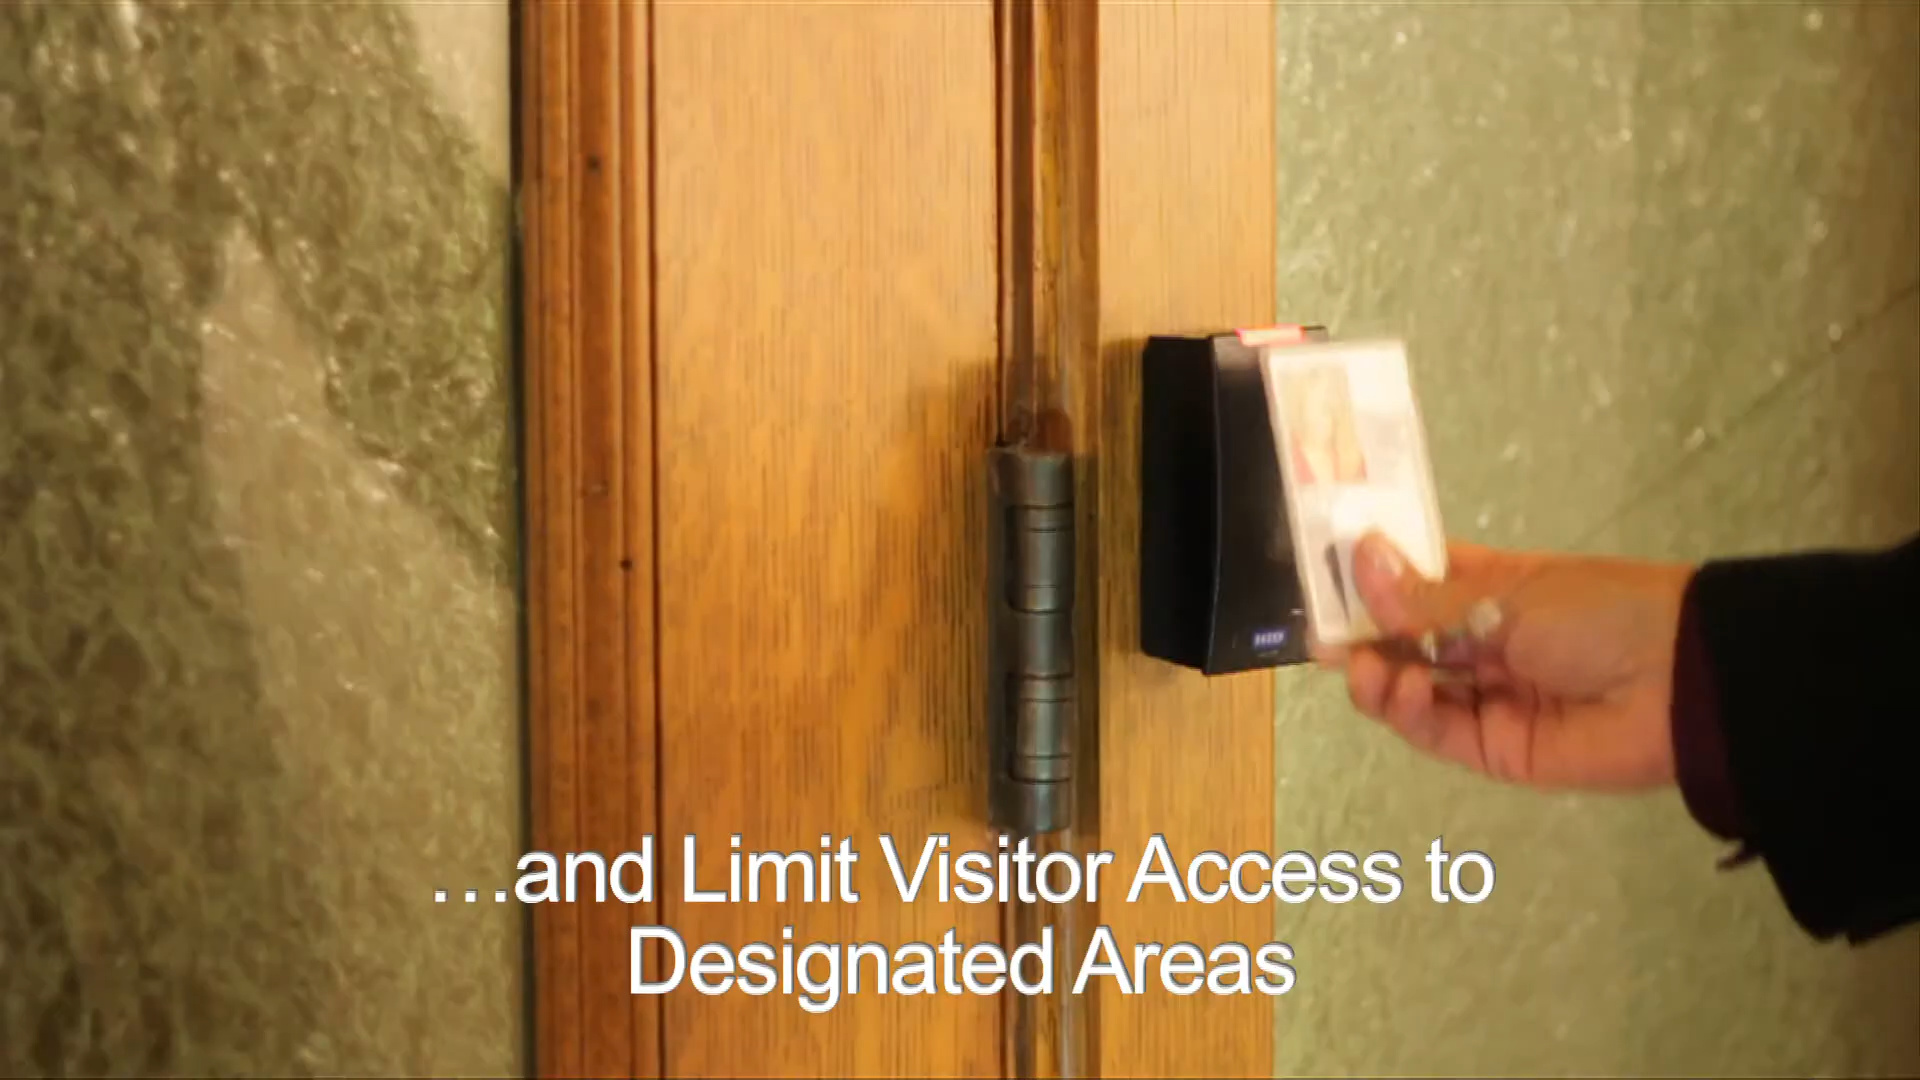 …and Limit Visitor Access to
Designated Areas